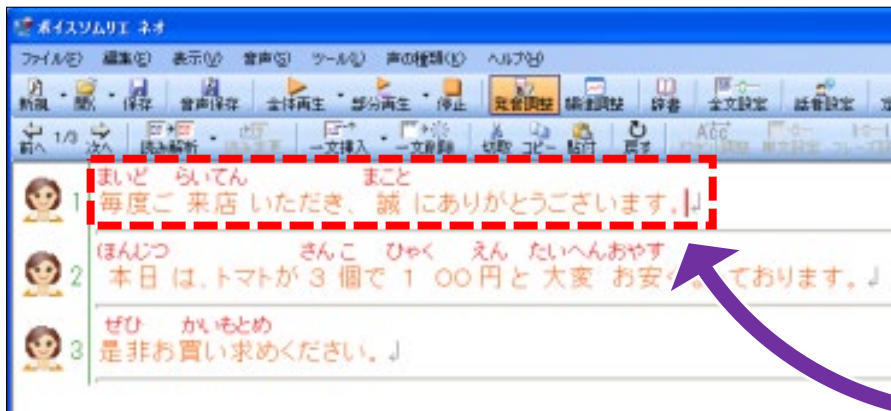 ボイスソムリエ ネオ
ファイル(F) 編集(E) 表示(V) 音声(S) ツール(L) 声の種類(K) ヘルプ(H)
新規 開く 保存 音声保存 全体再生 部分再生 停止 発音調整 韻律調整 辞書 全文設定 話者設定
前へ 1/3 次へ 読み解析 一文挿入 一文削除 切取 コピー 貼付 戻す
まいど らいてん まこと
1 毎度ご 来店 いただき、 誠 にありがとうございます。
ほんじつ さんこ ひゃく えん たいへんおやす
2 本日 は、トマトが 3 個で 1 00 円と 大変 お安 ております。
ぜひ かいもとめ
3 是非お買い求めください。